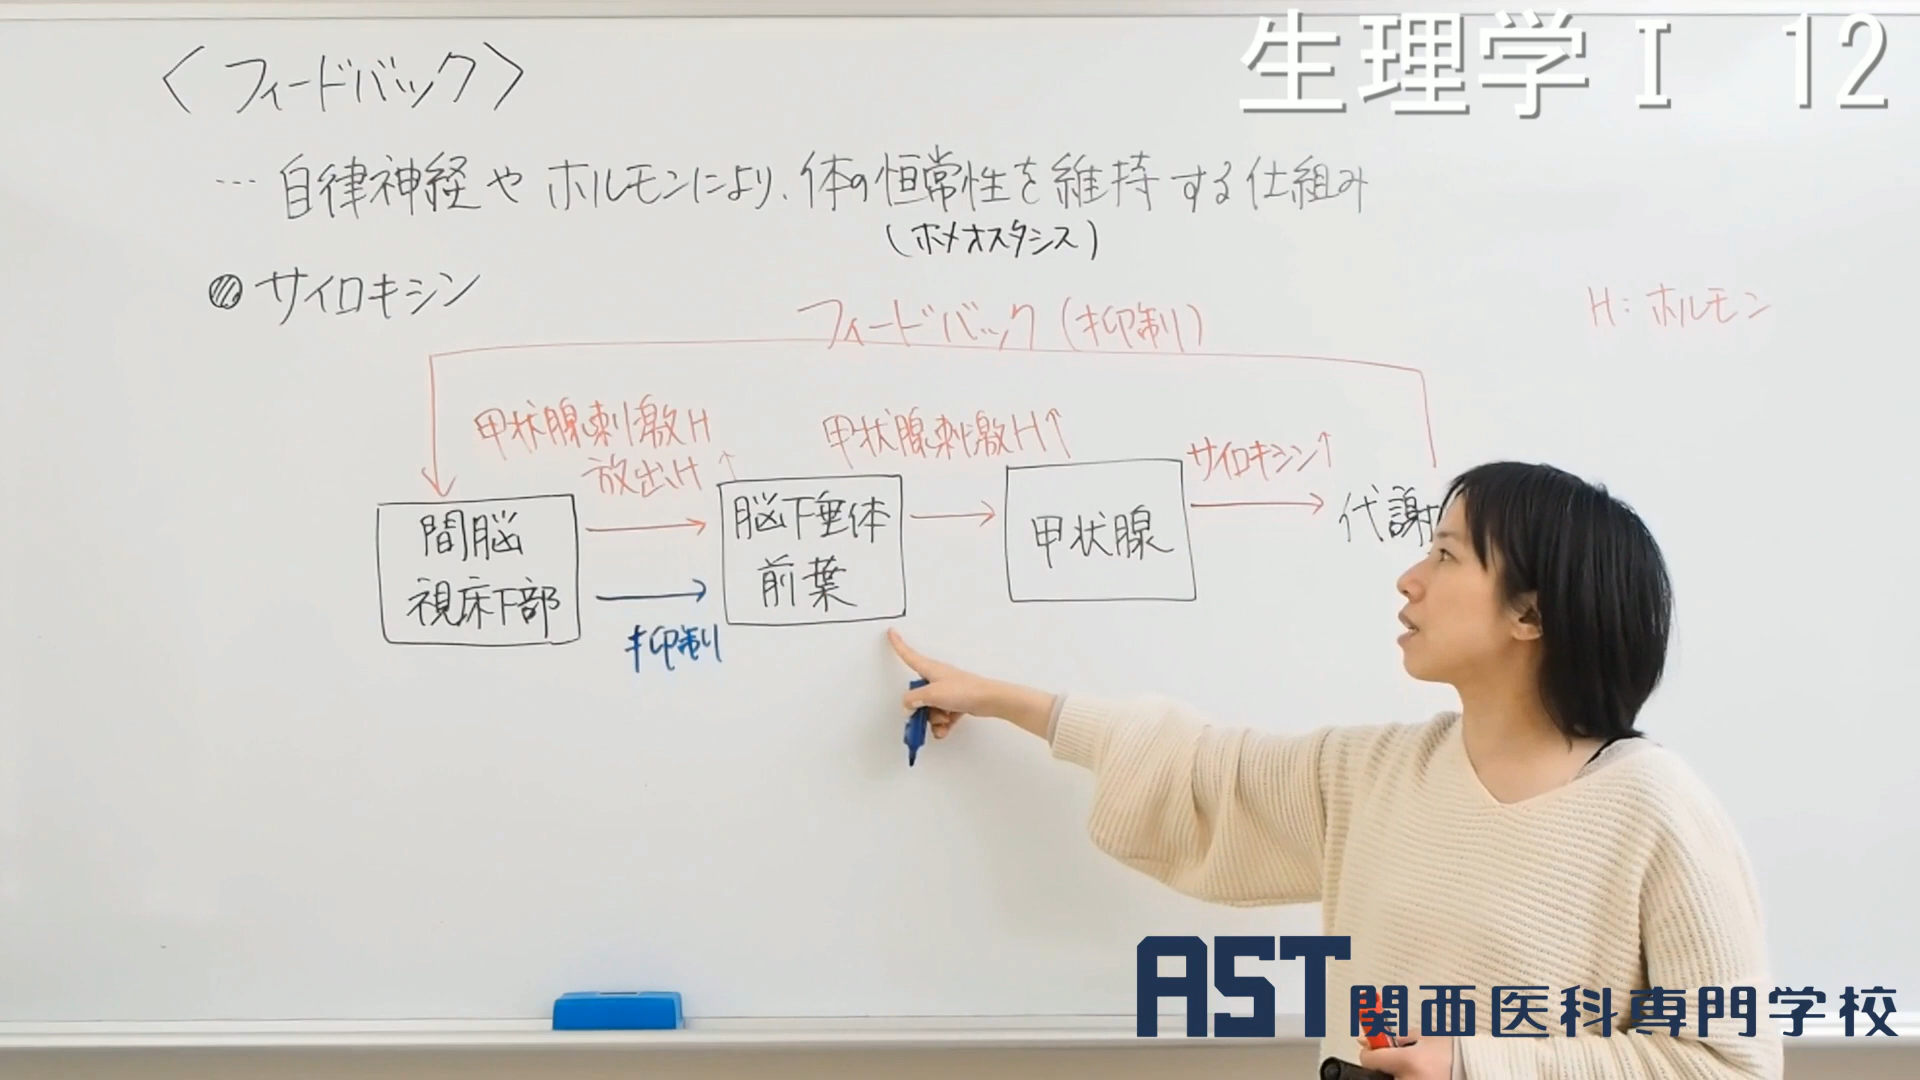 生理学Ⅰ 12
〈フィードバック〉
…自律神経やホルモンにより、体の恒常性を維持する仕組み
(ホメオスタシス)
サイロキシン
H:ホルモン
フィードバック(抑制)
甲状腺刺激H
放出H↑
甲状腺刺激H↑
サイロキシン↑
間脳
視床下部
脳下垂体
前葉
甲状腺
代謝
抑制
AST関西医科専門学校